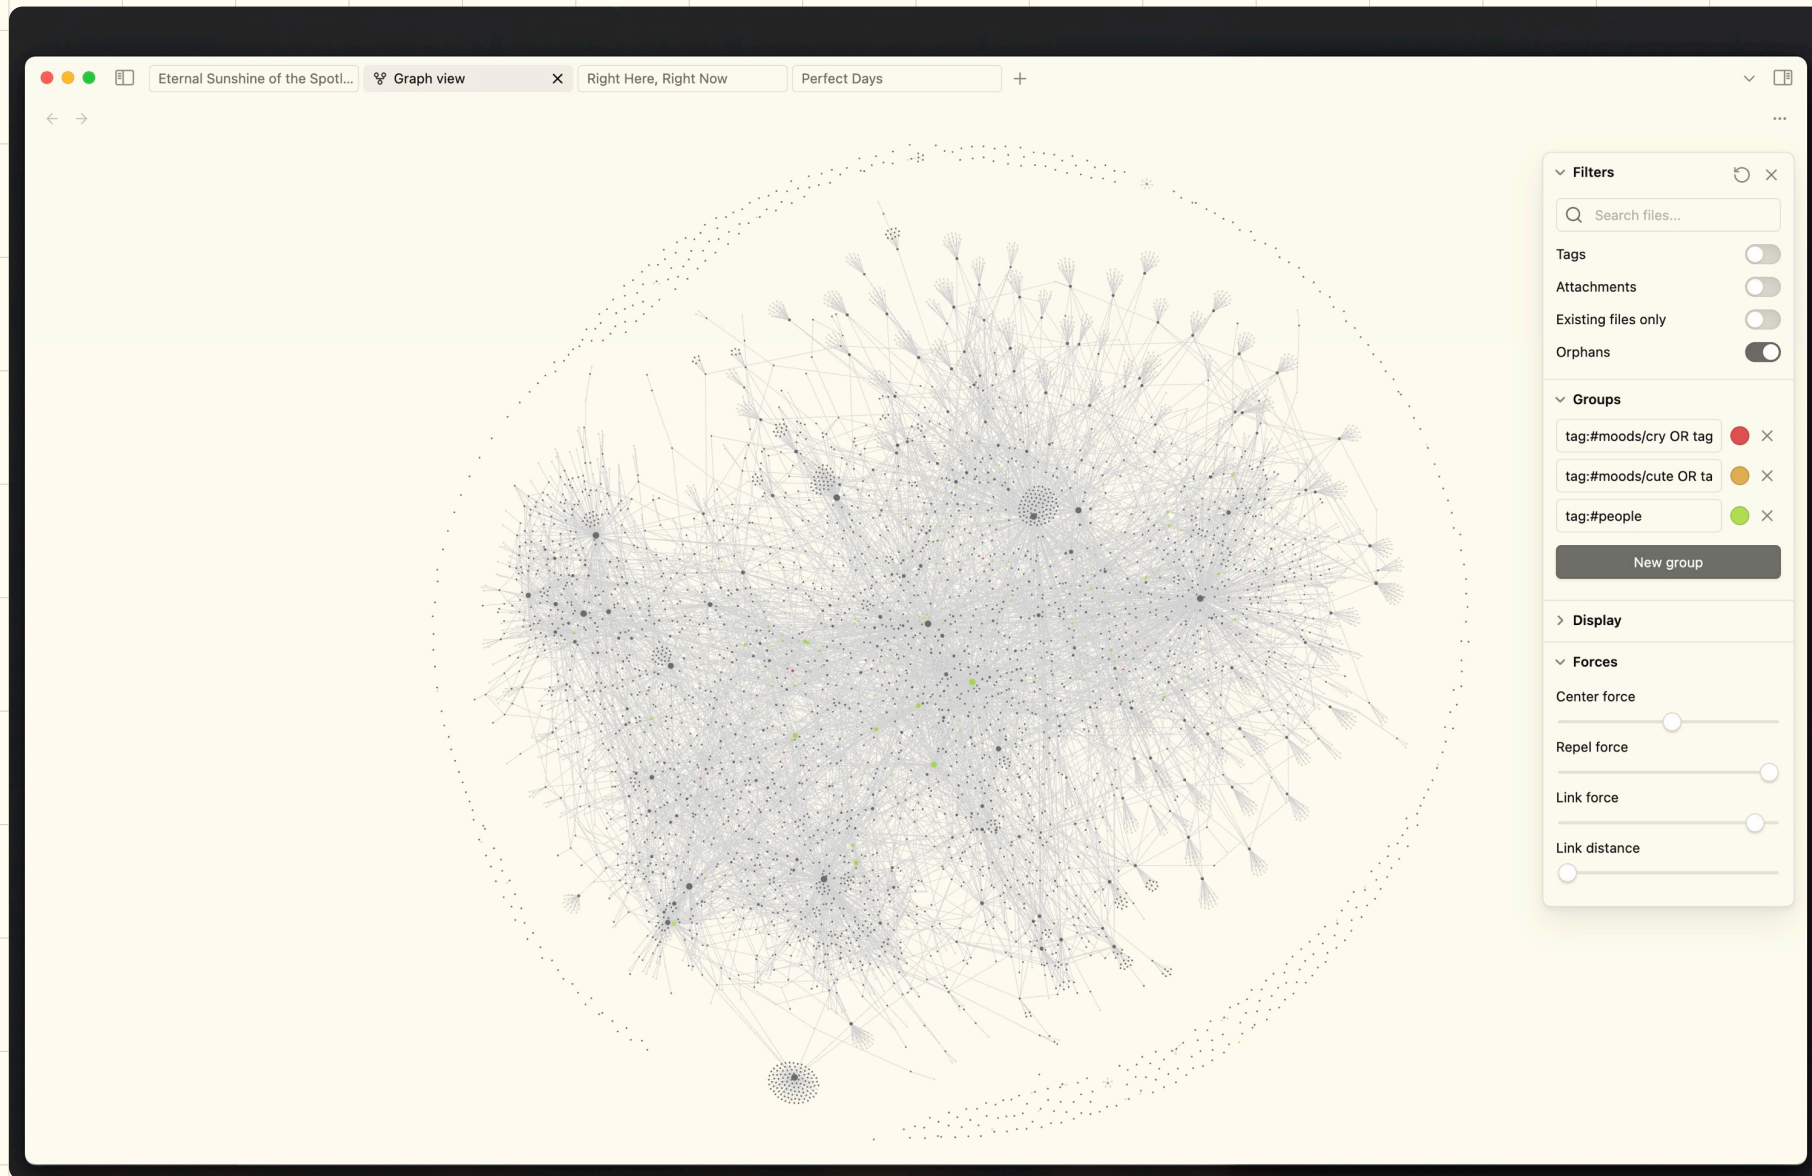 Eternal Sunshine of the Spotl...
Graph view
Right Here, Right Now
Perfect Days
Filters
Search files...
Tags
Attachments
Existing files only
Orphans
Groups
tag:#moods/cry OR tag
tag:#moods/cute OR ta
tag:#people
New group
Display
Forces
Center force
Repel force
Link force
Link distance